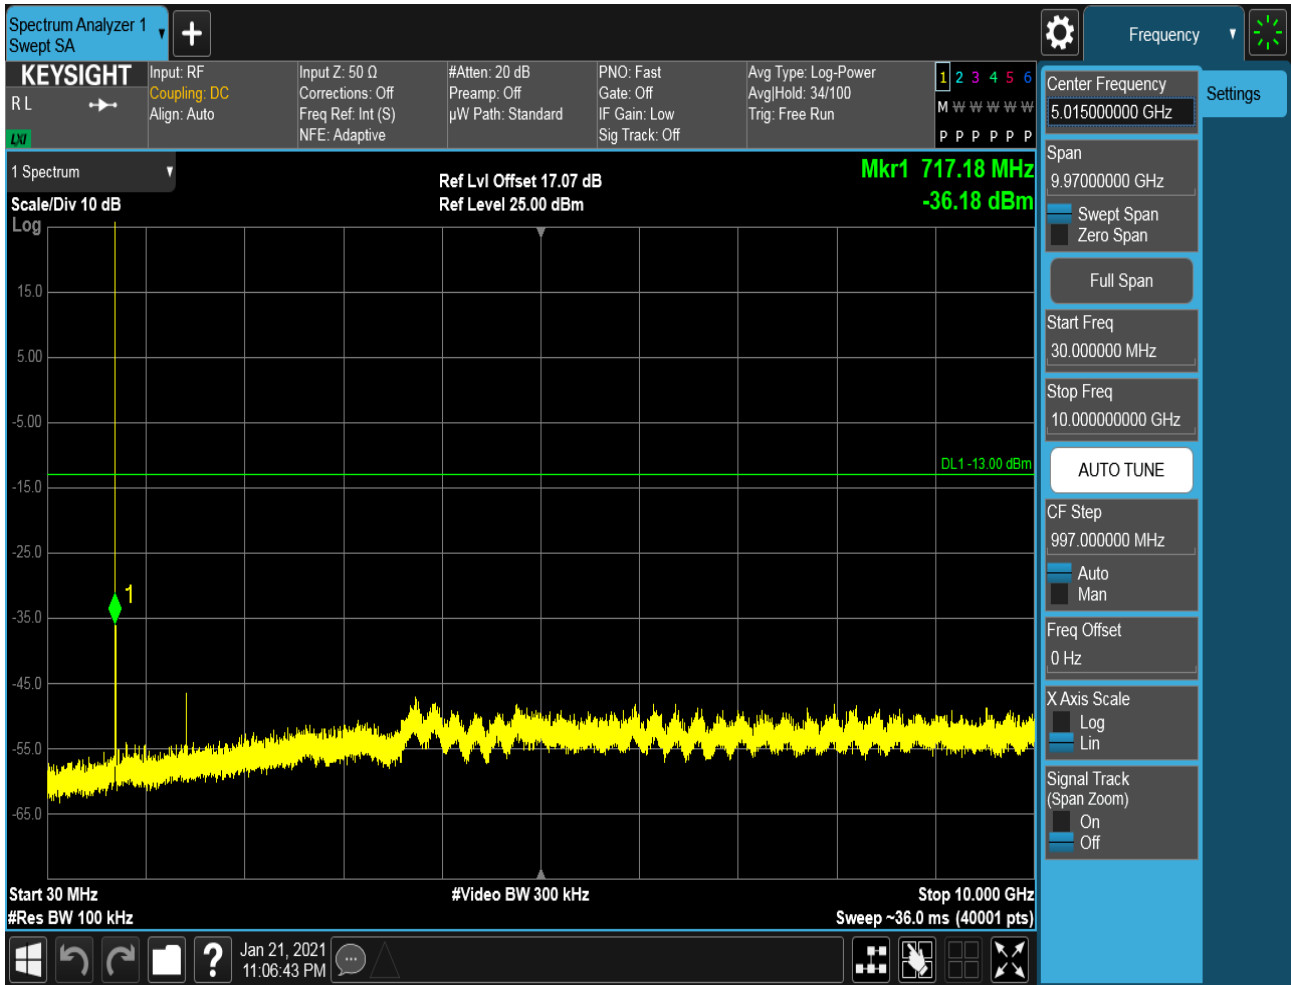 Spectrum Analyzer 1
Swept SA
Frequency
KEYSIGHT
R L
LXI
Input: RF
Coupling: DC
Align: Auto
Input Z: 50 Ω
Corrections: Off
Freq Ref: Int (S)
NFE: Adaptive
#Atten: 20 dB
Preamp: Off
µW Path: Standard
PNO: Fast
Gate: Off
IF Gain: Low
Sig Track: Off
Avg Type: Log-Power
Avg|Hold: 34/100
Trig: Free Run
1 2 3 4 5 6
M W W W W W
P P P P P P
1 Spectrum
Scale/Div 10 dB
Log
Ref Lvl Offset 17.07 dB
Ref Level 25.00 dBm
Mkr1 717.18 MHz
-36.18 dBm
15.0
5.00
-5.00
DL1 -13.00 dBm
-15.0
-25.0
1
-35.0
-45.0
-55.0
-65.0
Start 30 MHz
#Res BW 100 kHz
#Video BW 300 kHz
Stop 10.000 GHz
Sweep ~36.0 ms (40001 pts)
Center Frequency
5.015000000 GHz
Settings
Span
9.97000000 GHz
Swept Span
Zero Span
Full Span
Start Freq
30.000000 MHz
Stop Freq
10.000000000 GHz
AUTO TUNE
CF Step
997.000000 MHz
Auto
Man
Freq Offset
0 Hz
X Axis Scale
Log
Lin
Signal Track
(Span Zoom)
On
Off
?
Jan 21, 2021
11:06:43 PM